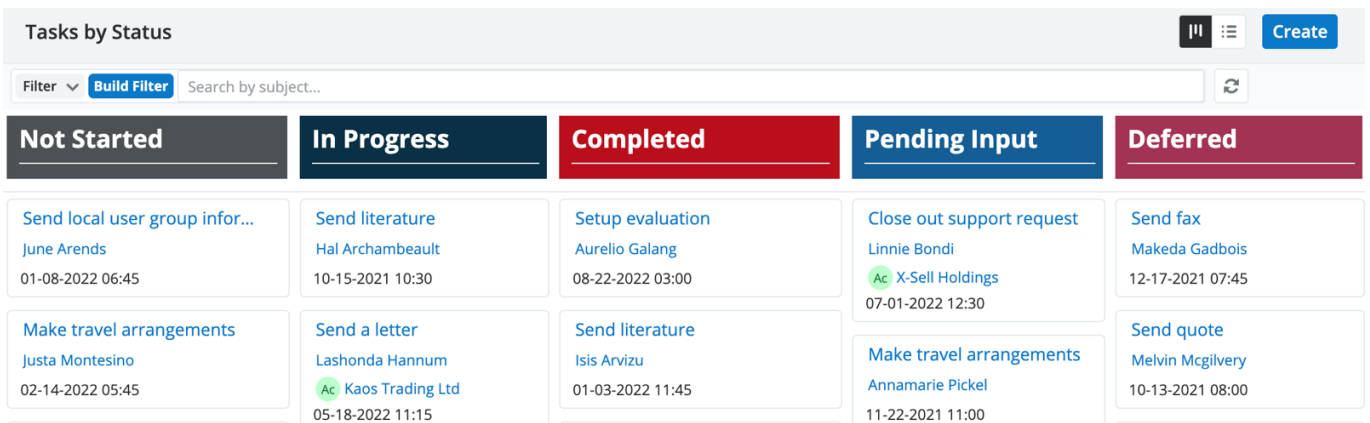 Tasks by Status
Create
Filter
Build Filter
Search by subject...
Not Started
In Progress
Completed
Pending Input
Deferred
Send local user group infor...
June Arends
01-08-2022 06:45
Make travel arrangements
Justa Montesino
02-14-2022 05:45
Send literature
Hal Archambeault
10-15-2021 10:30
Send a letter
Lashonda Hannum
Ac Kaos Trading Ltd
05-18-2022 11:15
Setup evaluation
Aurelio Galang
08-22-2022 03:00
Send literature
Isis Arvizu
01-03-2022 11:45
Close out support request
Linnie Bondi
Ac X-Sell Holdings
07-01-2022 12:30
Make travel arrangements
Annamarie Pickel
11-22-2021 11:00
Send fax
Makeda Gadbois
12-17-2021 07:45
Send quote
Melvin Mcgilvery
10-13-2021 08:00